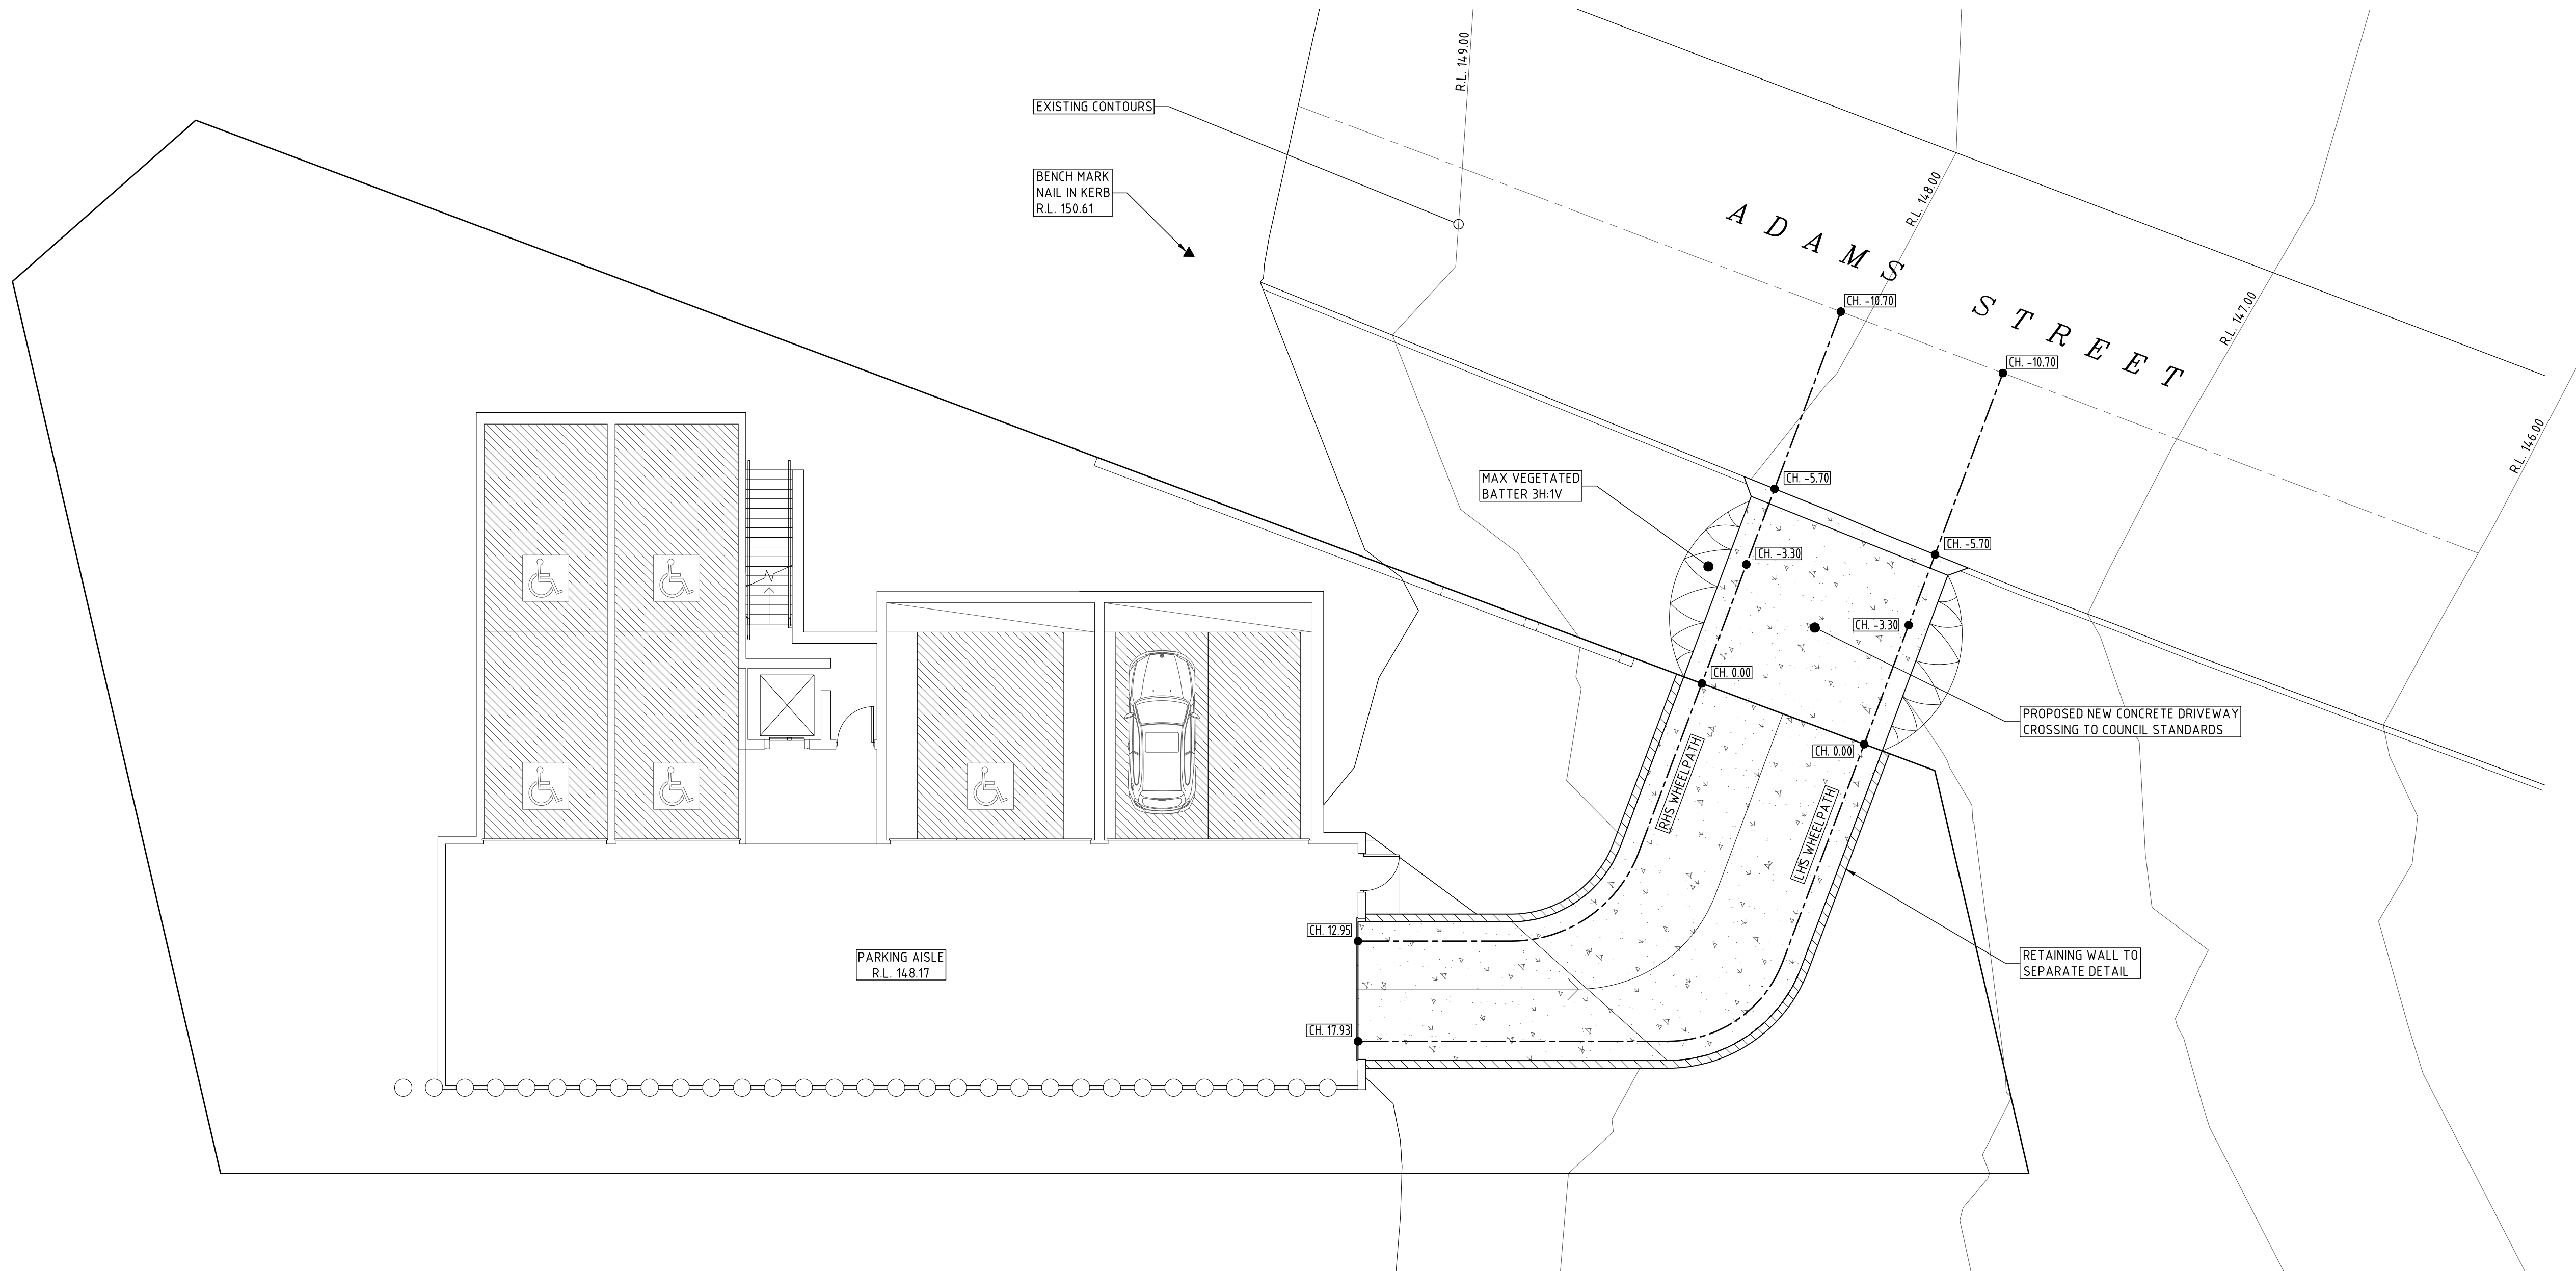 R.L. 149.00
EXISTING CONTOURS
BENCH MARK
NAIL IN KERB
R.L. 150.61
R.L. 148.00
ADAMS STREET
R.L. 147.00
R.L. 146.00
CH. -10.70
CH. -10.70
MAX VEGETATED
BATTER 3H:1V
CH. -5.70
CH. -5.70
CH. -3.30
CH. -3.30
CH. 0.00
CH. 0.00
PROPOSED NEW CONCRETE DRIVEWAY
CROSSING TO COUNCIL STANDARDS
RHS WHEELPATH
LHS WHEELPATH
CH. 12.95
PARKING AISLE
R.L. 148.17
RETAINING WALL TO
SEPARATE DETAIL
CH. 17.93